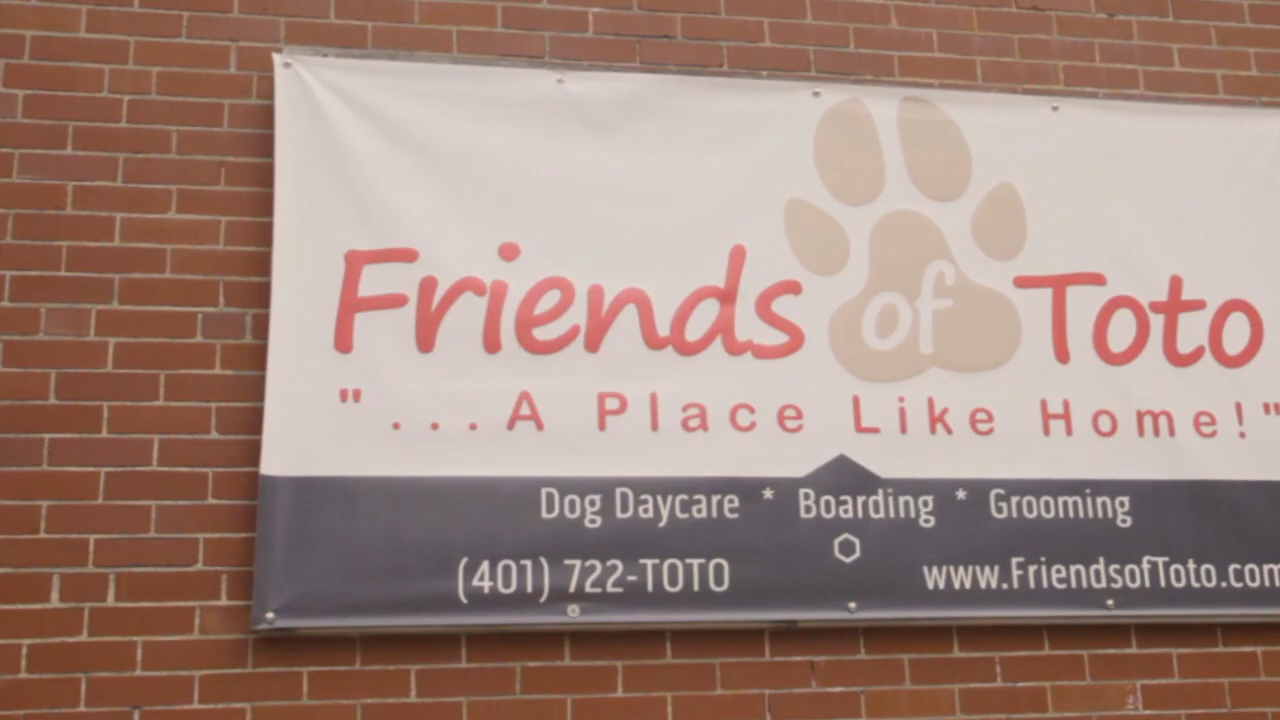 Friends of Toto
"...A Place Like Home!"
Dog Daycare * Boarding * Grooming
(401) 722-TOTO
www.FriendsofToto.com